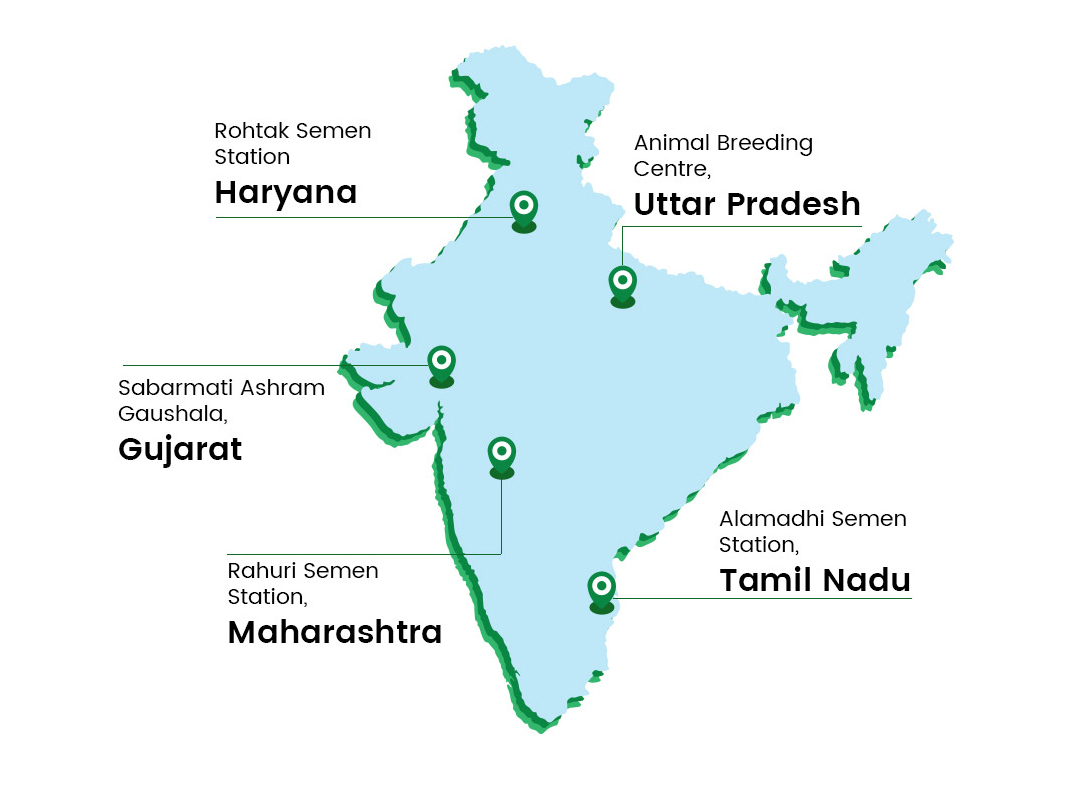 Rohtak Semen
Station
Haryana
Animal Breeding
Centre,
Uttar Pradesh
Sabarmati Ashram
Gaushala,
Gujarat
Rahuri Semen
Station,
Maharashtra
Alamadhi Semen
Station,
Tamil Nadu